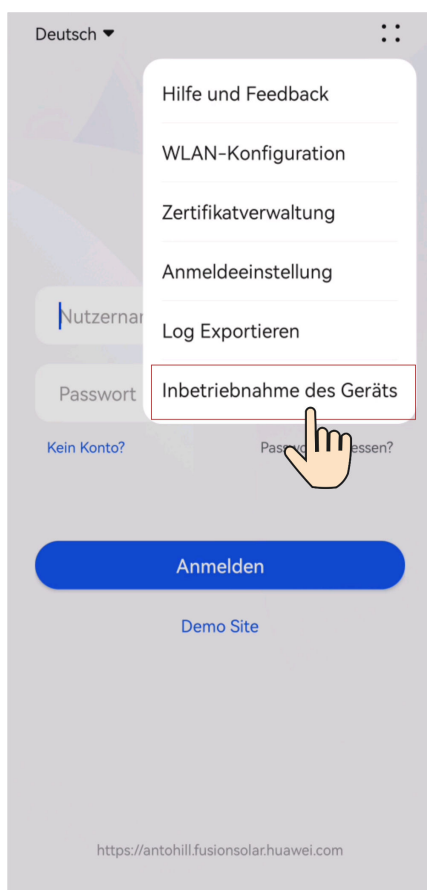 Deutsch
Hilfe und Feedback
WLAN-Konfiguration
Zertifikatverwaltung
Anmeldeeinstellung
Log Exportieren
Inbetriebnahme des Geräts
Passwort
Kein Konto?
Anmelden
Demo Site
https://antohill.fusionsolar.huawei.com